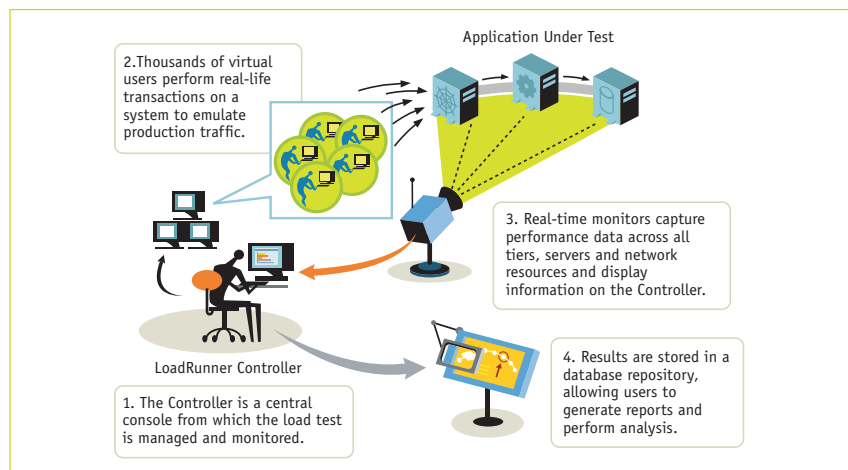 Application Under Test
2.Thousands of virtual
users perform real-life
transactions on a
system to emulate
production traffic.
3. Real-time monitors capture
performance data across all
tiers, servers and network
resources and display
information on the Controller.
LoadRunner Controller
1. The Controller is a central
console from which the load test
is managed and monitored.
4. Results are stored in a
database repository,
allowing users to
generate reports and
perform analysis.